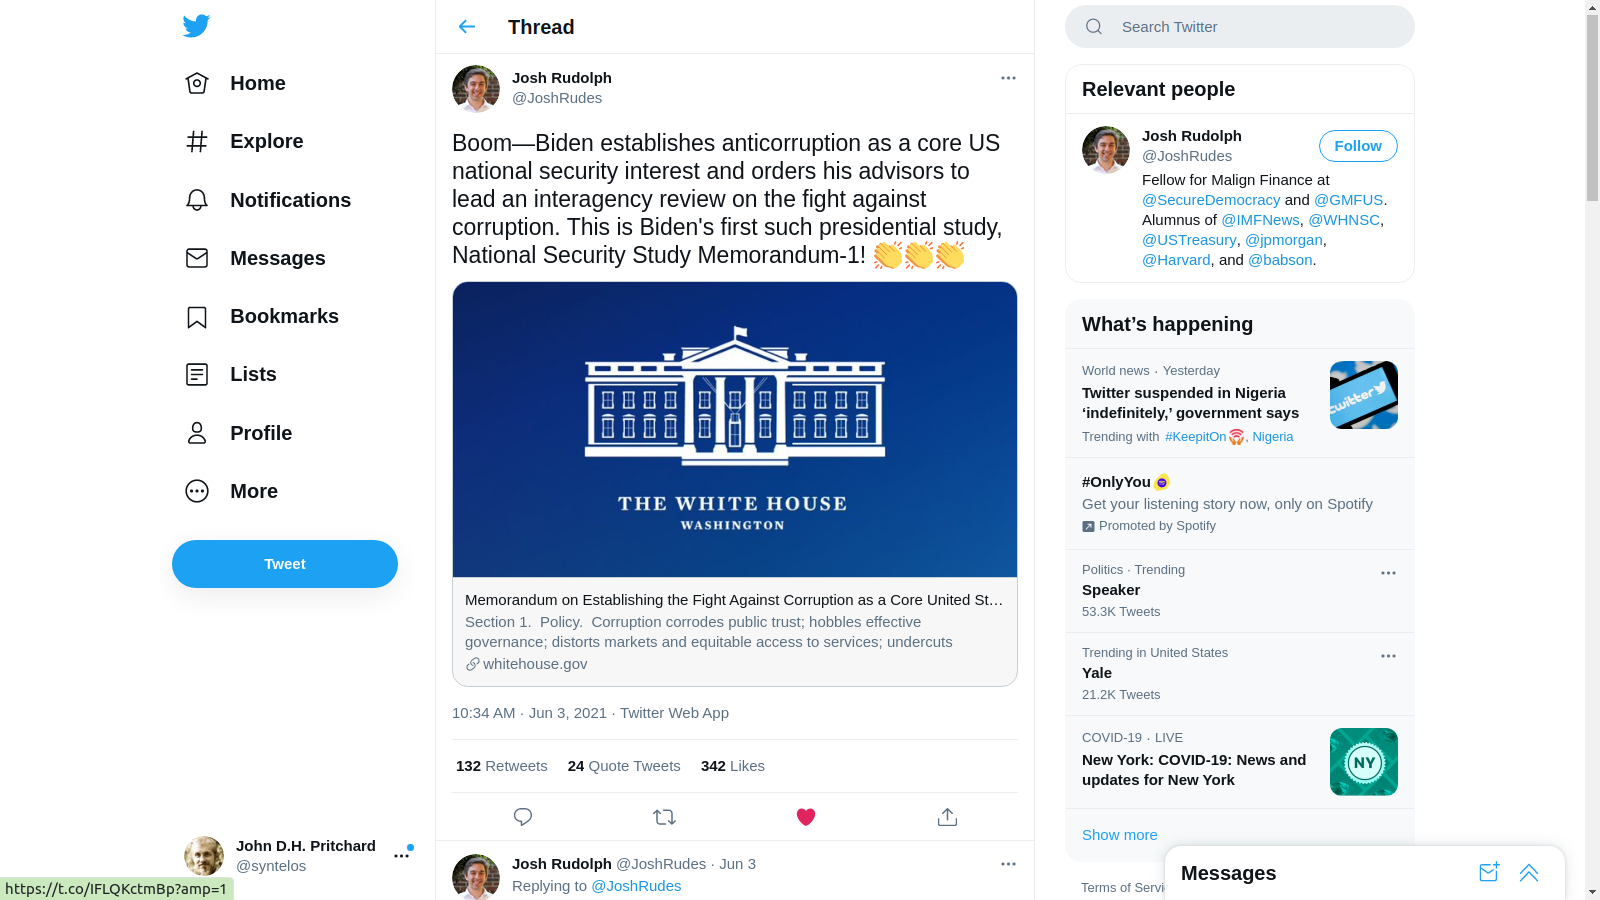 Home
Explore
Notifications
Messages
Bookmarks
Lists
Profile
More
Tweet
John D.H. Pritchard
@syntelos
https://t.co/IFLQKctmBp?amp=1
Thread
Josh Rudolph
@JoshRudes
Boom—Biden establishes anticorruption as a core US
national security interest and orders his advisors to
lead an interagency review on the fight against
corruption. This is Biden's first such presidential study,
National Security Study Memorandum-1! 👏👏👏
THE WHITE HOUSE
WASHINGTON
Memorandum on Establishing the Fight Against Corruption as a Core United St…
Section 1.  Policy.  Corruption corrodes public trust; hobbles effective
governance; distorts markets and equitable access to services; undercuts
whitehouse.gov
10:34 AM · Jun 3, 2021 · Twitter Web App
132 Retweets 24 Quote Tweets 342 Likes
Josh Rudolph @JoshRudes · Jun 3
Replying to @JoshRudes
Search Twitter
Relevant people
Josh Rudolph
@JoshRudes
Follow
Fellow for Malign Finance at
@SecureDemocracy and @GMFUS.
Alumnus of @IMFNews, @WHNSC,
@USTreasury, @jpmorgan,
@Harvard, and @babson.
What's happening
World news · Yesterday
Twitter suspended in Nigeria
‘indefinitely,’ government says
Trending with #KeepitOn, Nigeria
twitter
#OnlyYou
Get your listening story now, only on Spotify
Promoted by Spotify
Politics · Trending
Speaker
53.3K Tweets
Trending in United States
Yale
21.2K Tweets
COVID-19 · LIVE
New York: COVID-19: News and
updates for New York
NY
Show more
Terms of Servi
Messages